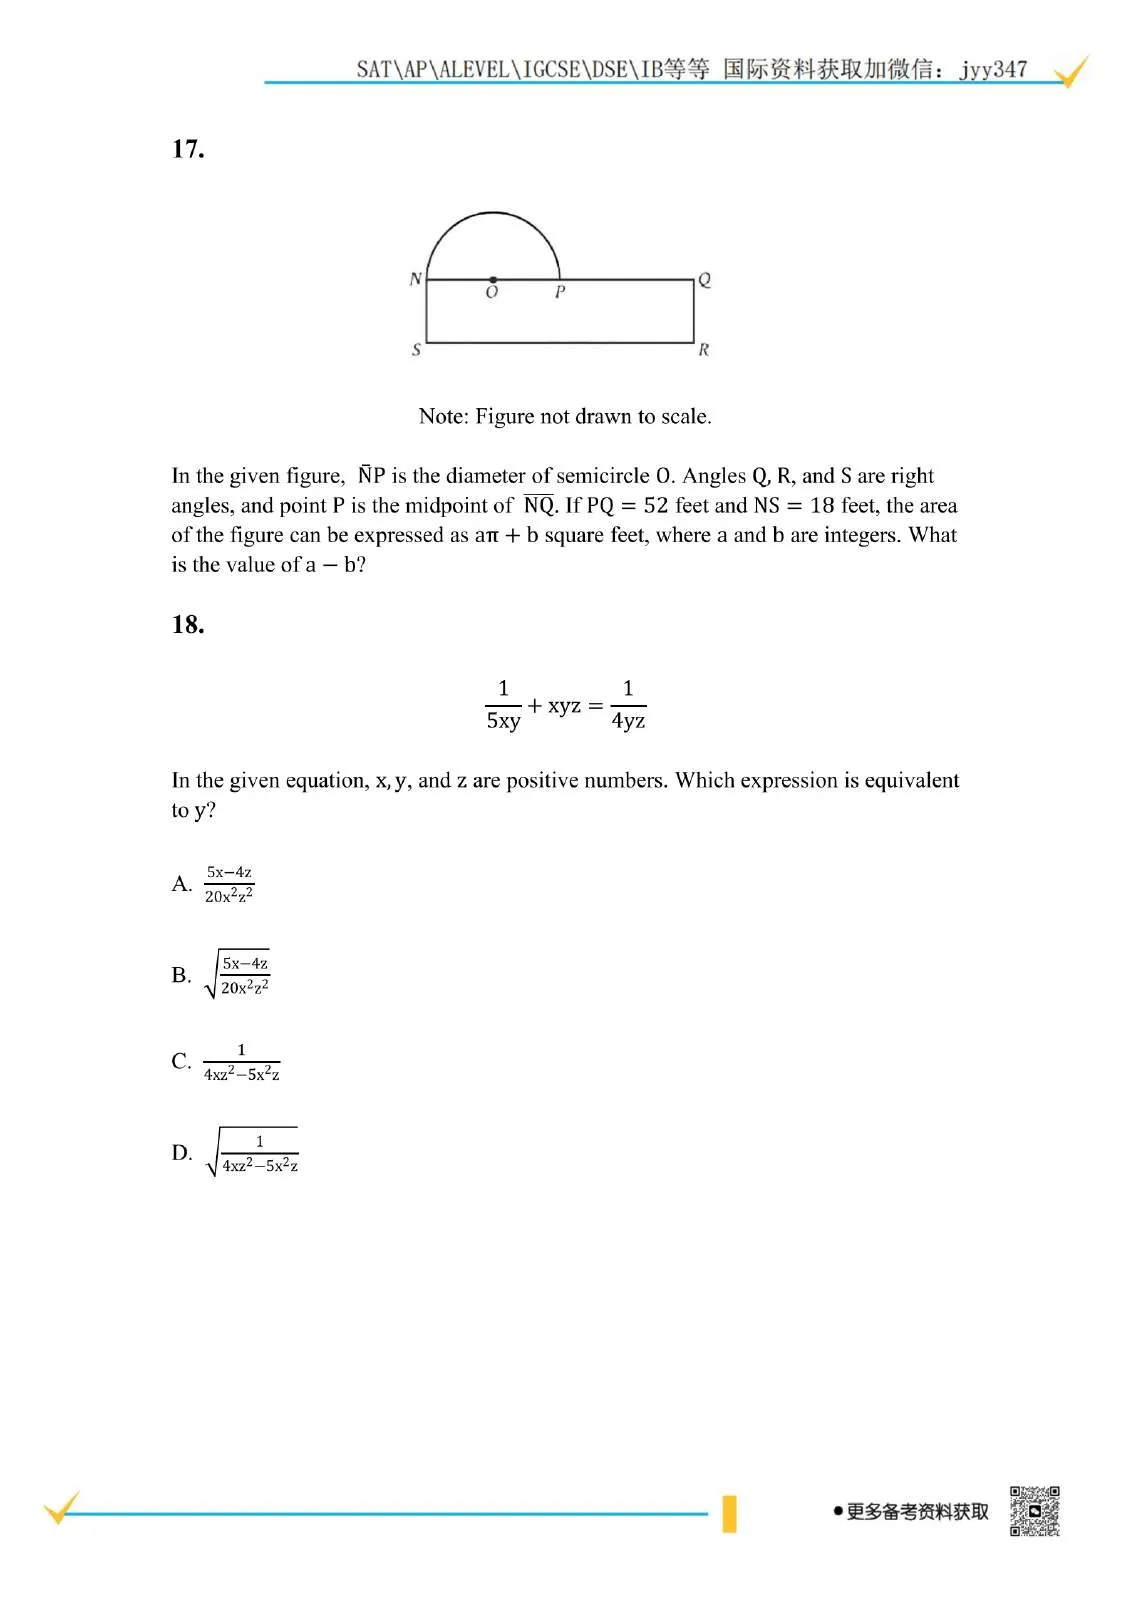 SAT\AP\ALEVEL\IGCSE\DSE\IB等等 国际资料获取加微信：jyy347
17.
N
O
P
Q
S
R
Note: Figure not drawn to scale.
In the given figure, N̄P is the diameter of semicircle O. Angles Q, R, and S are right
angles, and point P is the midpoint of N̅Q̅. If PQ = 52 feet and NS = 18 feet, the area
of the figure can be expressed as aπ + b square feet, where a and b are integers. What
is the value of a − b?
18.
1/5xy + xyz = 1/4yz
In the given equation, x, y, and z are positive numbers. Which expression is equivalent
to y?
A. (5x−4z)/(20x²z²)
B. √((5x−4z)/(20x²z²))
C. 1/(4xz²−5x²z)
D. √(1/(4xz²−5x²z))
●更多备考资料获取